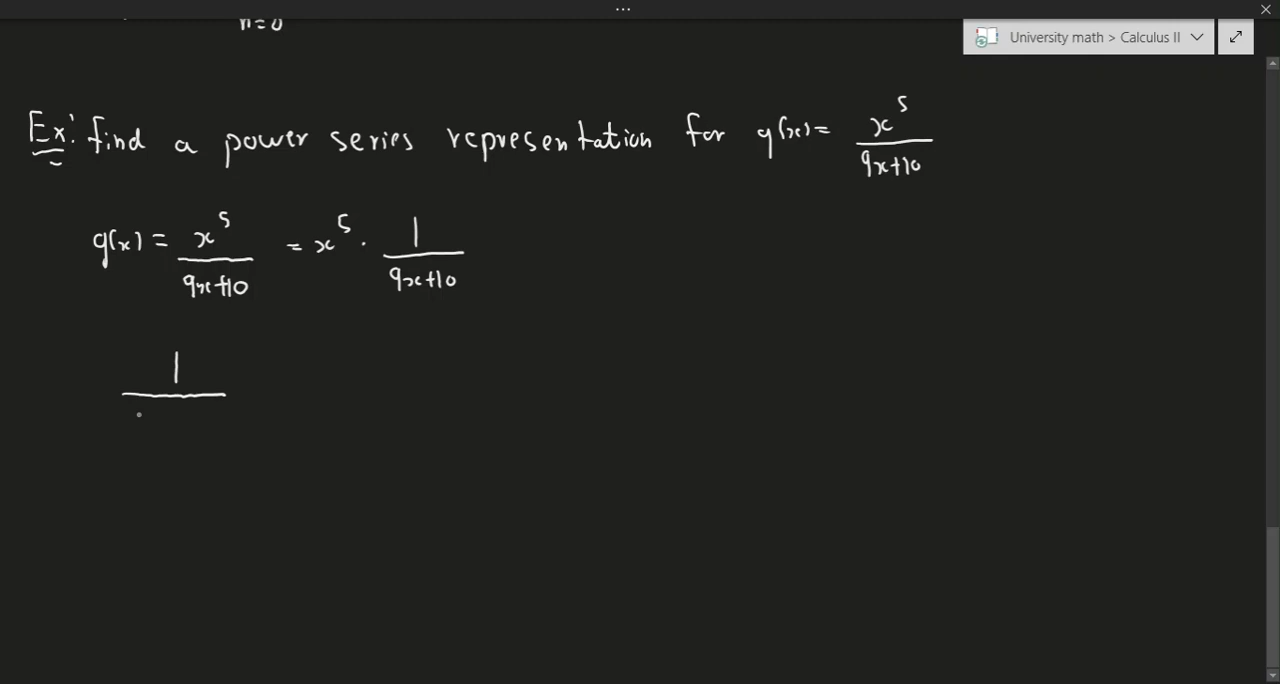 n=0
University math > Calculus II
Ex: find a power series representation for g(x) = x^5/(9x+10)
g(x) = x^5/(9x+10) = x^5 · 1/(9x+10)
1